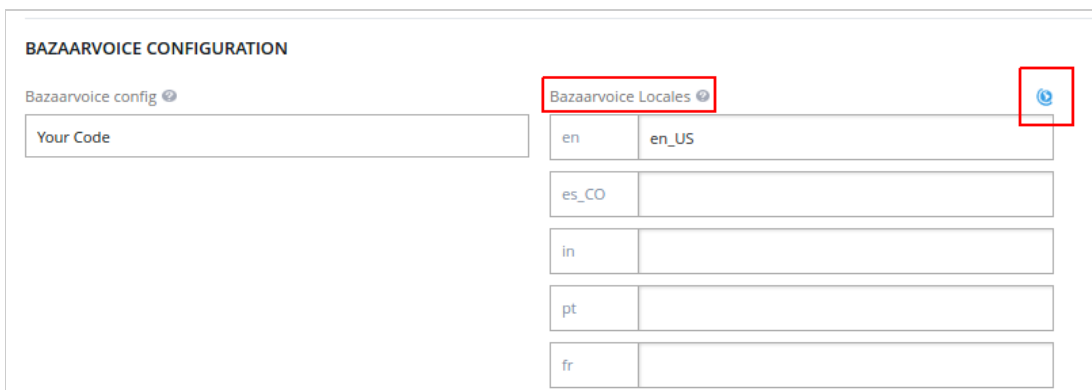 BAZAARVOICE CONFIGURATION
Bazaarvoice config
Bazaarvoice Locales
Your Code
en en_US
es_CO
in
pt
fr